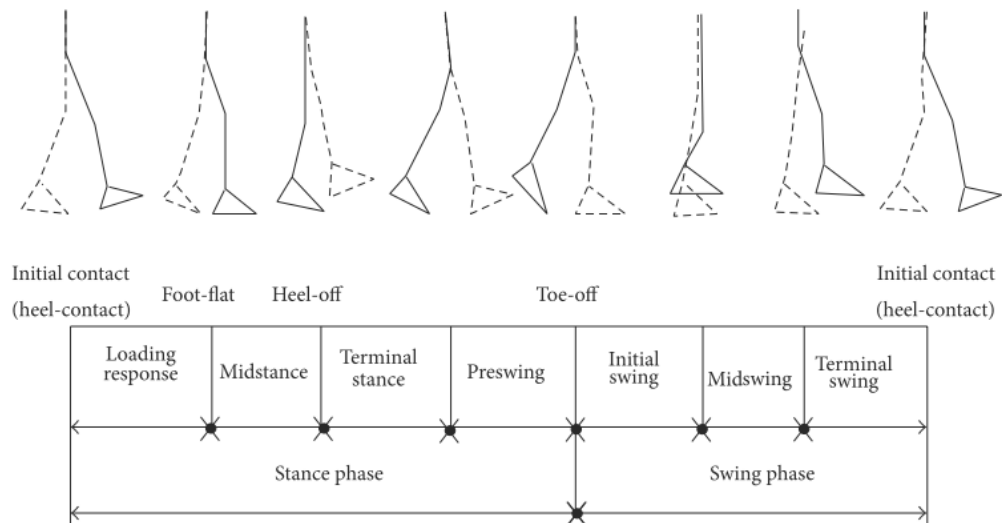 Initial contact
(heel-contact)
Foot-flat
Heel-off
Toe-off
Initial contact
(heel-contact)
Loading
response
Midstance
Terminal
stance
Preswing
Initial
swing
Midswing
Terminal
swing
Stance phase
Swing phase